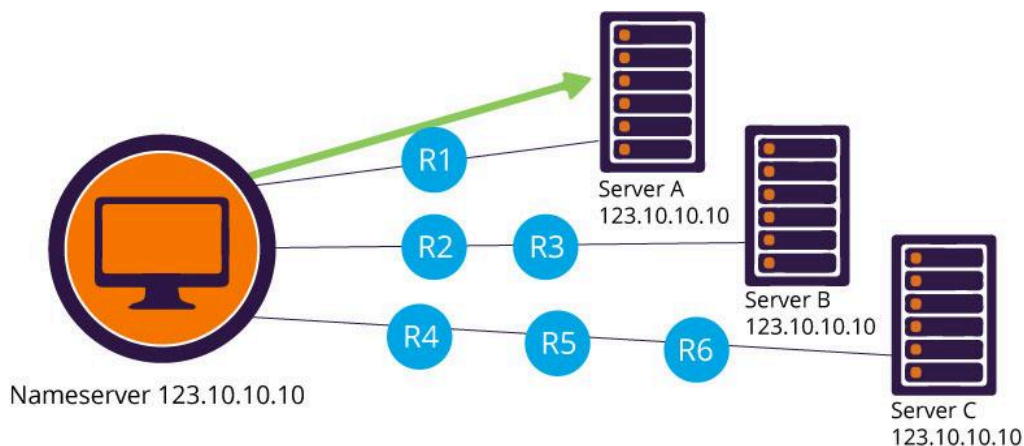 R1
Server A
123.10.10.10
R2
R3
Server B
123.10.10.10
R4
R5
R6
Nameserver 123.10.10.10
Server C
123.10.10.10